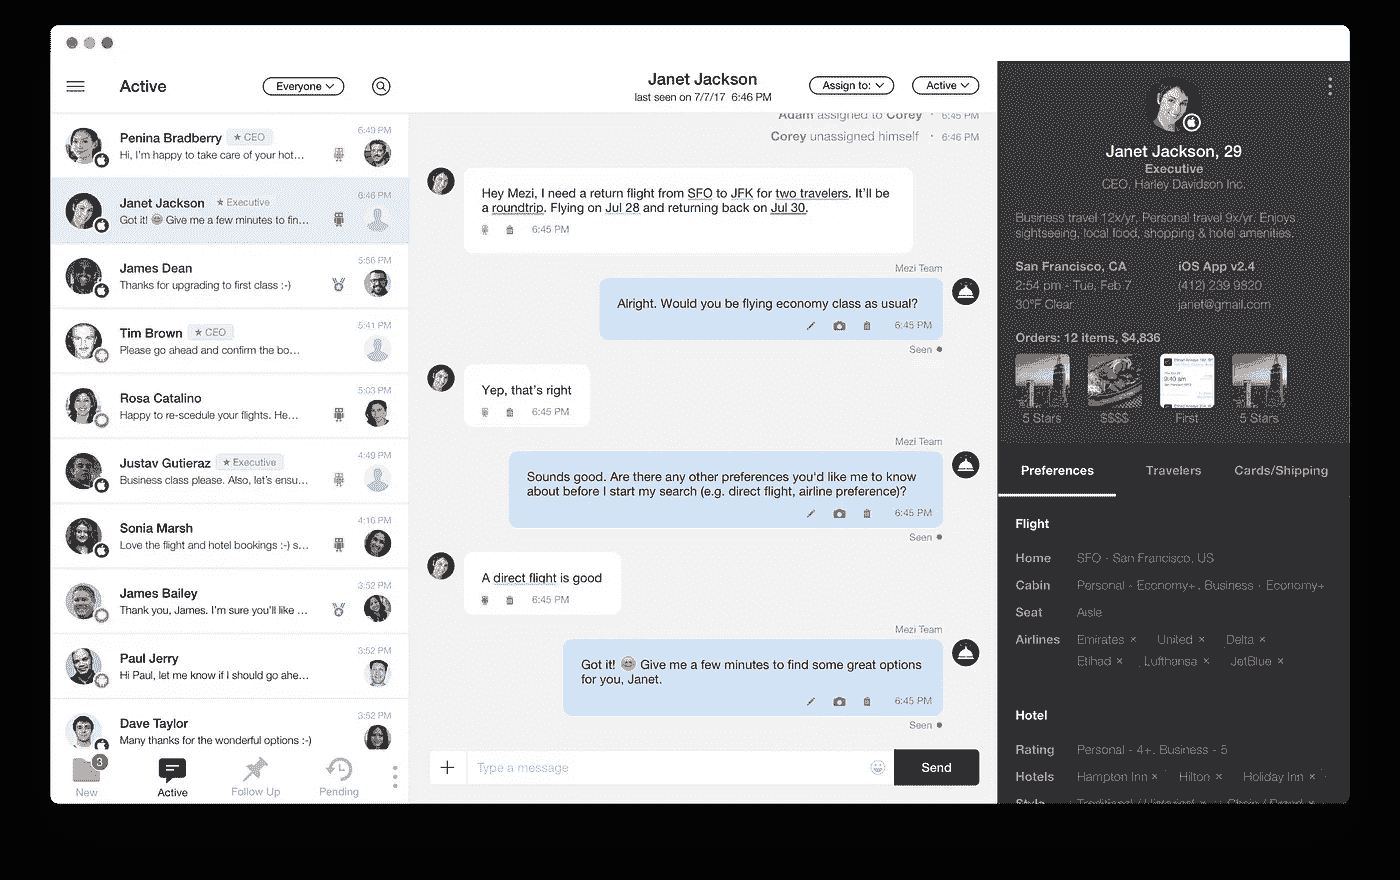 Active
Everyone
Penina Bradberry ★ CEO 6:49 PM
Hi, I'm happy to take care of your hot...
Janet Jackson ★ Executive 6:46 PM
Got it! 😁 Give me a few minutes to fin...
James Dean 5:56 PM
Thanks for upgrading to first class :-)
Tim Brown ★ CEO 5:41 PM
Please go ahead and confirm the bo...
Rosa Catalino 5:03 PM
Happy to re-scedule your flights. He...
Justav Gutieraz ★ Executive 4:49 PM
Business class please. Also, let's ensu...
Sonia Marsh 4:16 PM
Love the flight and hotel bookings :-) s...
James Bailey 3:52 PM
Thank you, James. I'm sure you'll like ...
Paul Jerry 3:52 PM
Hi Paul, let me know if I should go ahe...
Dave Taylor 3:52 PM
Many thanks for the wonderful options :-)
3
New
Active
Follow Up
Pending
Janet Jackson
last seen on 7/7/17 6:46 PM
Assign to:
Active
Adam assigned to Corey • 6:45 PM
Corey unassigned himself • 6:46 PM
Hey Mezi, I need a return flight from SFO to JFK for two travelers. It'll be
a roundtrip. Flying on Jul 28 and returning back on Jul 30.
6:45 PM
Mezi Team
Alright. Would you be flying economy class as usual?
6:45 PM
Seen
Yep, that's right
6:45 PM
Mezi Team
Sounds good. Are there any other preferences you'd like me to know
about before I start my search (e.g. direct flight, airline preference)?
6:45 PM
Seen
A direct flight is good
6:45 PM
Mezi Team
Got it! 😁 Give me a few minutes to find some great options
for you, Janet.
6:45 PM
Seen
+
Type a message
Send
Janet Jackson, 29
Executive
CEO, Harley Davidson Inc.
Business travel 12x/yr, Personal travel 9x/yr. Enjoys
sightseeing, local food, shopping & hotel amenities.
San Francisco, CA
2:54 pm - Tue, Feb 7
30°F Clear
iOS App v2.4
(412) 239 9820
janet@gmail.com
Orders: 12 items, $4,836
9:40 am
5 Stars
$$$$
First
5 Stars
Preferences
Travelers
Cards/Shipping
Flight
Home SFO - San Francisco, US
Cabin Personal - Economy+, Business - Economy+
Seat Aisle
Airlines Emirates × United × Delta ×
Etihad × Lufthansa × JetBlue ×
Hotel
Rating Personal - 4+, Business - 5
Hotels Hampton Inn × Hilton × Holiday Inn ×
Style